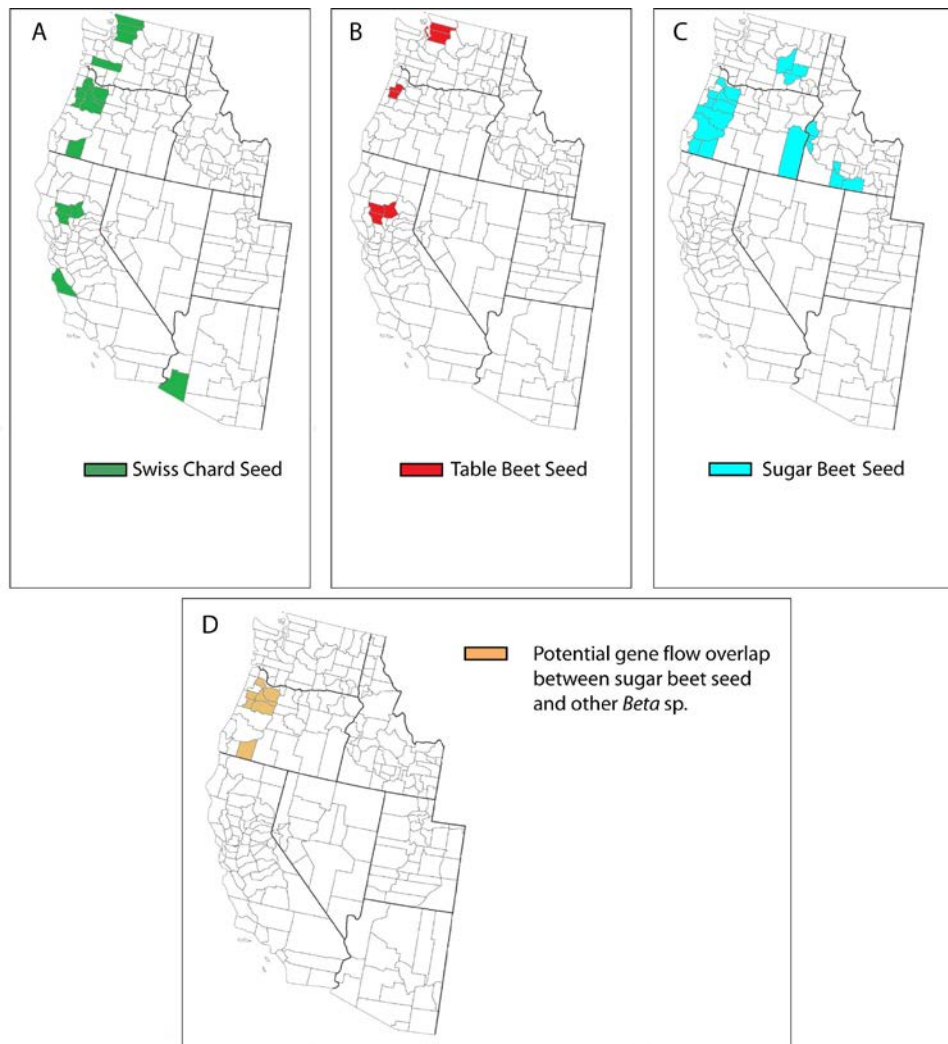 A
B
C
Swiss Chard Seed
Table Beet Seed
Sugar Beet Seed
D
Potential gene flow overlap
between sugar beet seed
and other Beta sp.